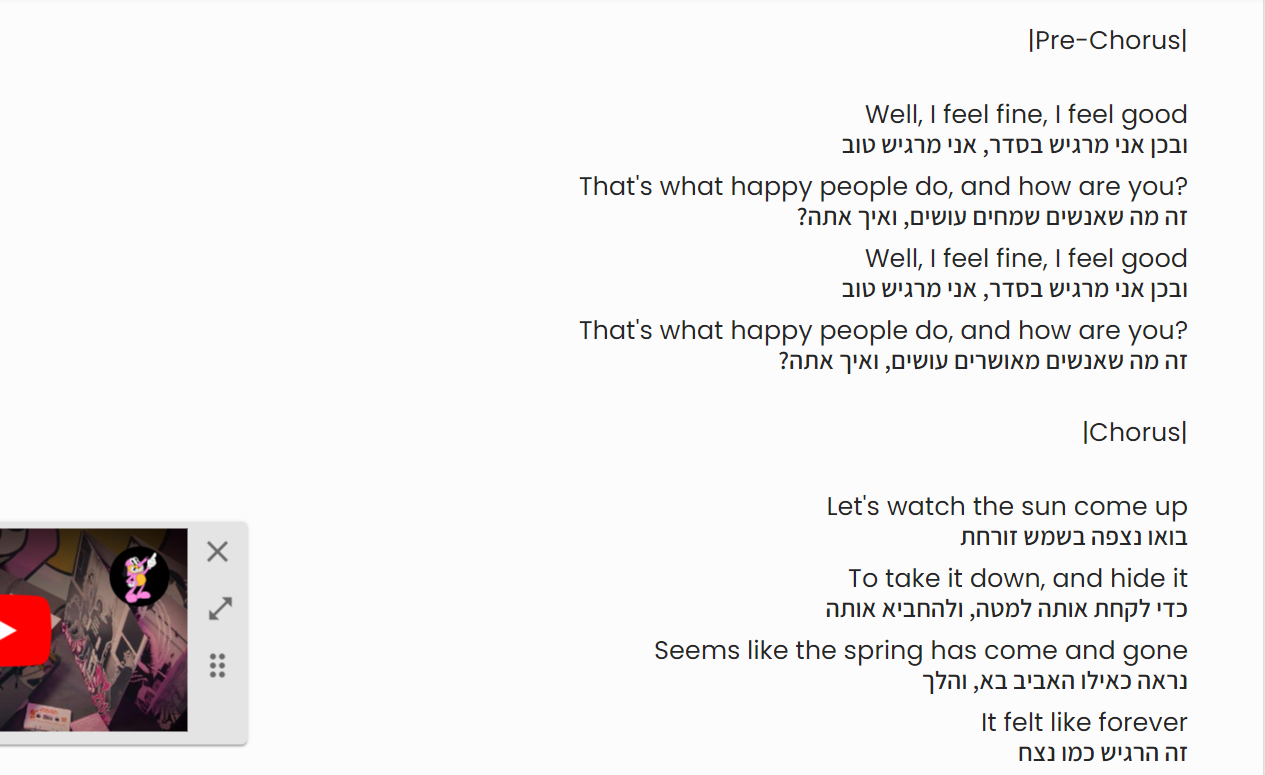 |Pre-Chorus|
Well, I feel fine, I feel good
ובכן אני מרגיש בסדר, אני מרגיש טוב
That's what happy people do, and how are you?
זה מה שאנשים שמחים עושים, ואיך אתה?
Well, I feel fine, I feel good
ובכן אני מרגיש בסדר, אני מרגיש טוב
That's what happy people do, and how are you?
זה מה שאנשים מאושרים עושים, ואיך אתה?
|Chorus|
Let's watch the sun come up
בואו נצפה בשמש זורחת
To take it down, and hide it
כדי לקחת אותה למטה, ולהחביא אותה
Seems like the spring has come and gone
נראה כאילו האביב בא, והלך
It felt like forever
זה הרגיש כמו נצח